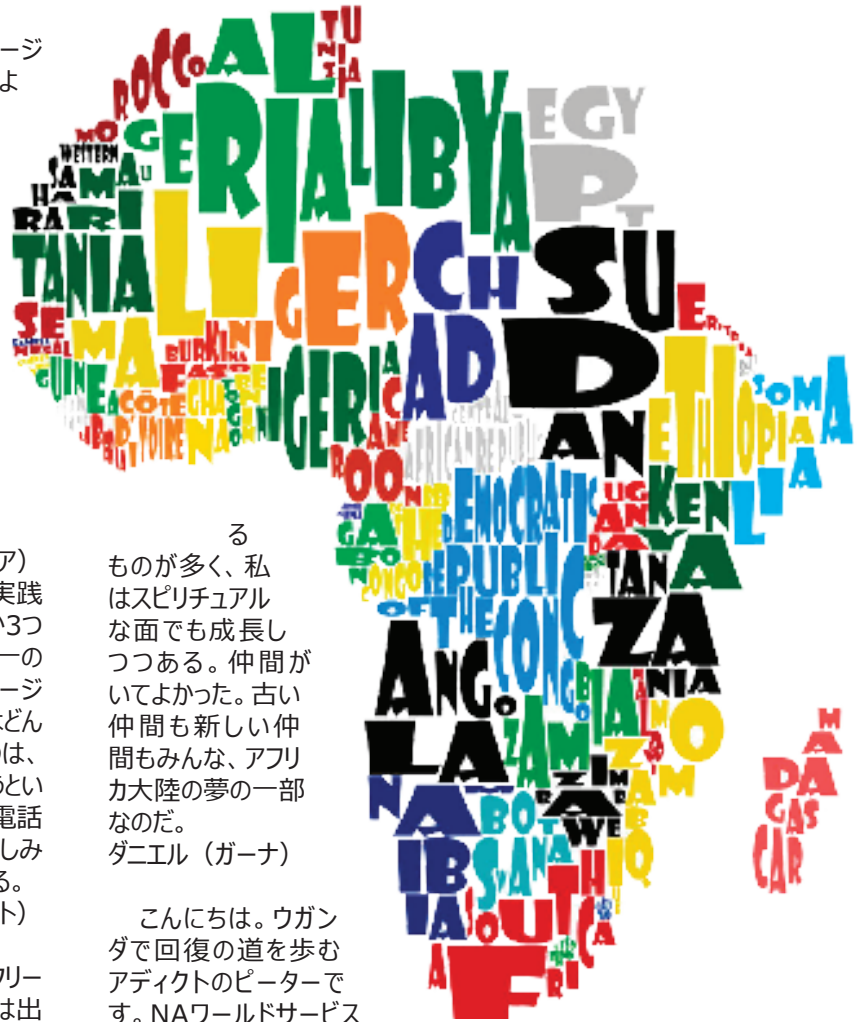 ージ
よ
ア)
実践
3つ
一の
ージ
どん
は、
とい
電話
しみ
る。
ト)
リー
は出
る
ものが多く、私
はスピリチュアル
な面でも成長し
つつある。仲間が
いてよかった。古い
仲間も新しい仲
間もみんな、アフリ
カ大陸の夢の一部
なのだ。
ダニエル（ガーナ）
こんにちは。ウガン
ダで回復の道を歩む
アディクトのピーターで
す。NAワールドサービス
MOROCCO
ALGERIA
TUNISIA
LIBYA
EGYPT
WESTERN
SAHARA
MAURITANIA
MALI
NIGER
CHAD
SUDAN
ERITREA
SENEGAL
GUINEA
BURKINA
FASO
CÔTE
D'IVOIRE
GHANA
TOGO
BENIN
NIGERIA
CAMEROON
CENTRAL
AFRICAN REPUBLIC
ETHIOPIA
SOMALIA
KENYA
UGANDA
GABON
CONGO
THE DEMOCRATIC
REPUBLIC
OF THE CONGO
TANZANIA
ANGOLA
ZAMBIA
MOZAMBIQ
ZIMBABWE
NAMIBIA
BOTSWANA
SOUTH
AFRICA
MADAGASCAR